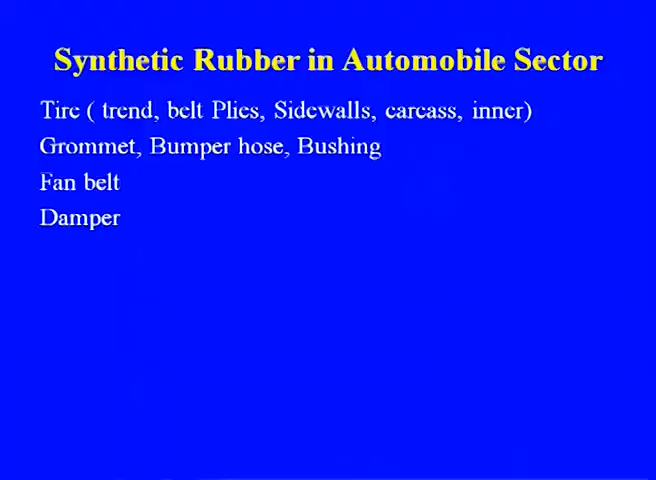 Synthetic Rubber in Automobile Sector
Tire ( trend, belt Plies, Sidewalls, carcass, inner)
Grommet, Bumper hose, Bushing
Fan belt
Damper